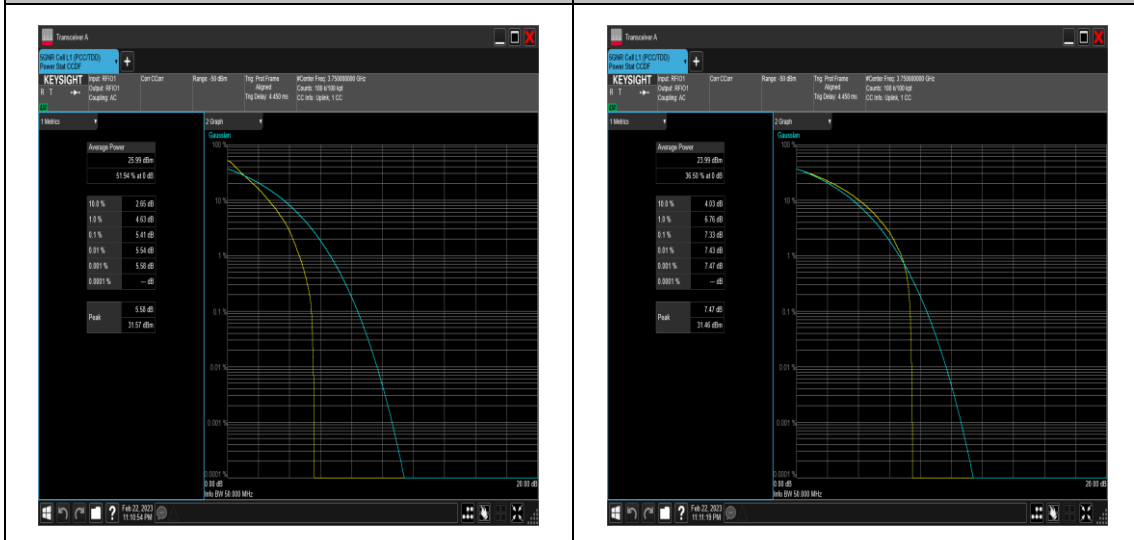 Transceiver A
5GNR Cell L1 (PCC/TDD)
Power Stat CCDF
KEYSIGHT
R T
Input: RFIO1
Output: RFIO1
Coupling: AC
Corr CCorr
Range: -50 dBm
Trig: Prot Frame
Aligned
Trig Delay: 4.450 ms
#Center Freq: 3.750000000 GHz
Counts: 100 k/100 kpt
CC Info: Uplink, 1 CC
1 Metrics
Average Power
25.99 dBm
51.94 % at 0 dB
10.0 % 2.65 dB
1.0 % 4.63 dB
0.1 % 5.41 dB
0.01 % 5.54 dB
0.001 % 5.58 dB
0.0001 % --- dB
Peak
5.58 dB
31.57 dBm
2 Graph
Gaussian
100 %
10 %
1 %
0.1 %
0.01 %
0.001 %
0.0001 %
0.00 dB
20.00 dB
Info BW 50.000 MHz
Feb 22, 2023
11:10:54 PM
Transceiver A
5GNR Cell L1 (PCC/TDD)
Power Stat CCDF
KEYSIGHT
R T
Input: RFIO1
Output: RFIO1
Coupling: AC
Corr CCorr
Range: -50 dBm
Trig: Prot Frame
Aligned
Trig Delay: 4.450 ms
#Center Freq: 3.750000000 GHz
Counts: 100 k/100 kpt
CC Info: Uplink, 1 CC
1 Metrics
Average Power
23.99 dBm
36.50 % at 0 dB
10.0 % 4.03 dB
1.0 % 6.76 dB
0.1 % 7.33 dB
0.01 % 7.43 dB
0.001 % 7.47 dB
0.0001 % --- dB
Peak
7.47 dB
31.46 dBm
2 Graph
Gaussian
100 %
10 %
1 %
0.1 %
0.01 %
0.001 %
0.0001 %
0.00 dB
20.00 dB
Info BW 50.000 MHz
Feb 22, 2023
11:11:19 PM